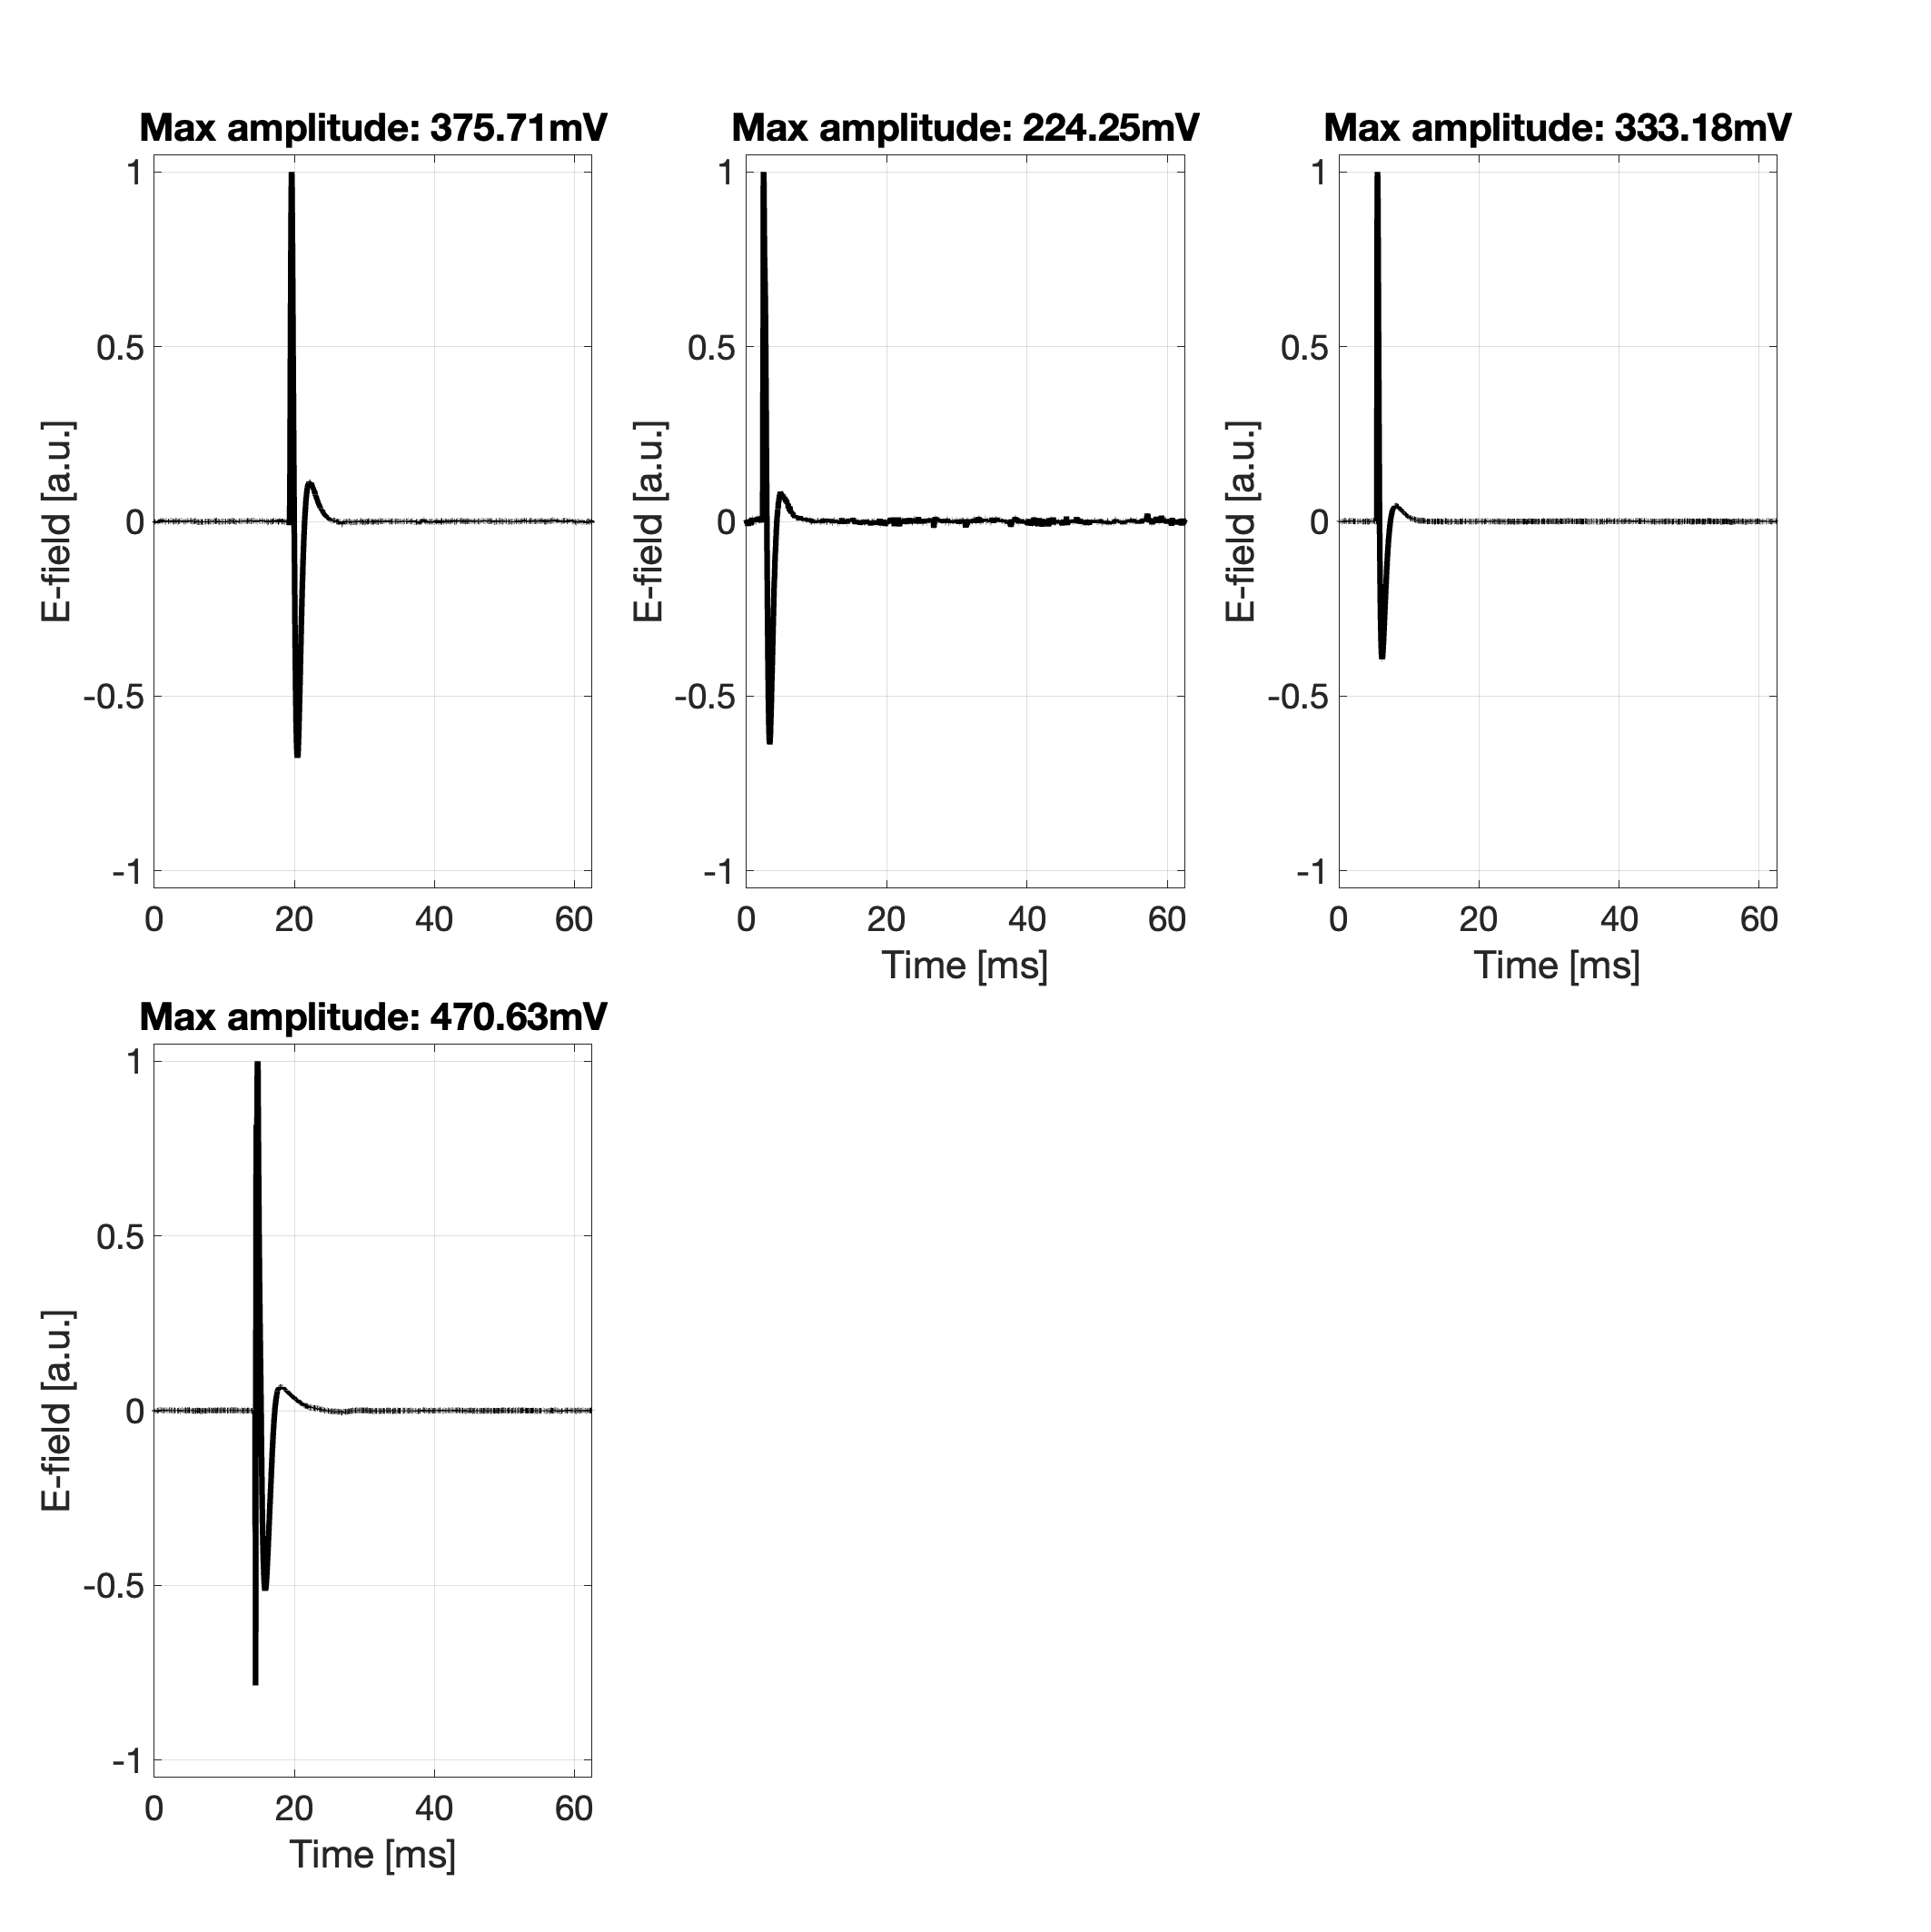 Max amplitude: 375.71mV
1
0.5
0
-0.5
-1
E-field [a.u.]
0 20 40 60
Max amplitude: 224.25mV
1
0.5
0
-0.5
-1
E-field [a.u.]
0 20 40 60
Time [ms]
Max amplitude: 333.18mV
1
0.5
0
-0.5
-1
E-field [a.u.]
0 20 40 60
Time [ms]
Max amplitude: 470.63mV
1
0.5
0
-0.5
-1
E-field [a.u.]
0 20 40 60
Time [ms]